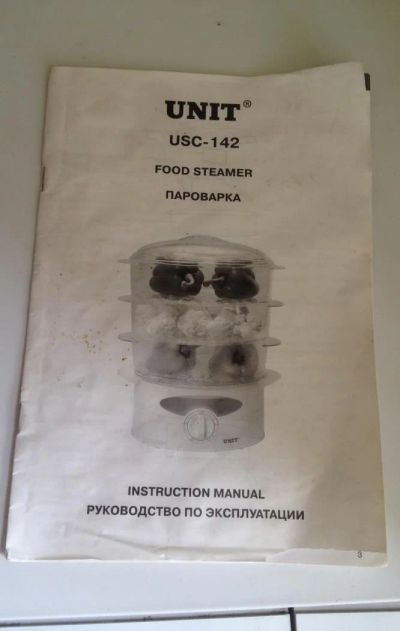 UNIT®
USC-142
FOOD STEAMER
ПАРОВАРКА
UNIT
INSTRUCTION MANUAL
РУКОВОДСТВО ПО ЭКСПЛУАТАЦИИ
3